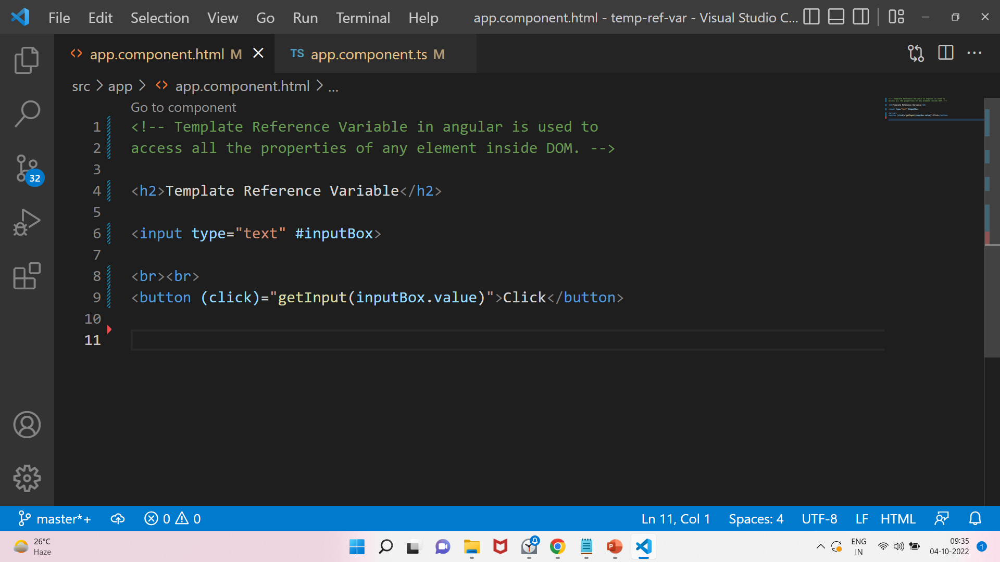 File Edit Selection View Go Run Terminal Help app.component.html - temp-ref-var - Visual Studio C...
app.component.html M TS app.component.ts M
src > app > app.component.html > ...
Go to component
1 <!-- Template Reference Variable in angular is used to
2 access all the properties of any element inside DOM. -->
3
4 <h2>Template Reference Variable</h2>
5
6 <input type="text" #inputBox>
7
8 <br><br>
9 <button (click)="getInput(inputBox.value)">Click</button>
10
11
32
master*+ 0 0 Ln 11, Col 1 Spaces: 4 UTF-8 LF HTML
26°C
Haze
ENG
IN
09:35
04-10-2022
1